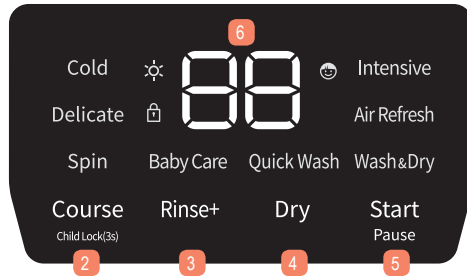 6
Cold 88 Intensive
Delicate Air Refresh
Spin Baby Care Quick Wash Wash&Dry
Course Rinse+ Dry Start
Child Lock(3s) Pause
2 3 4 5